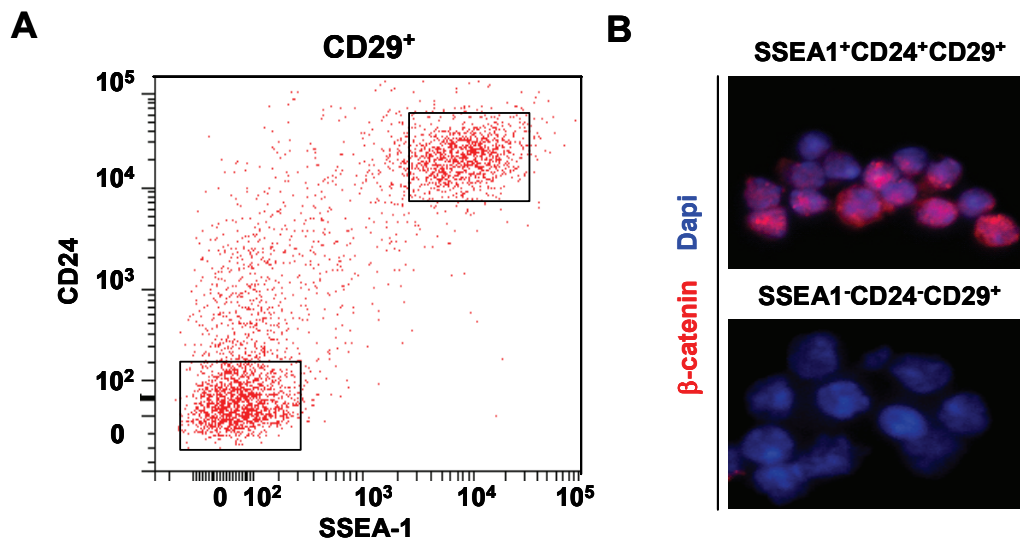 A
CD29⁺
CD24
10⁵
10⁴
10³
10²
0
0 10² 10³ 10⁴ 10⁵
SSEA-1
B
SSEA1⁺CD24⁺CD29⁺
β-catenin Dapi
SSEA1⁻CD24⁻CD29⁺